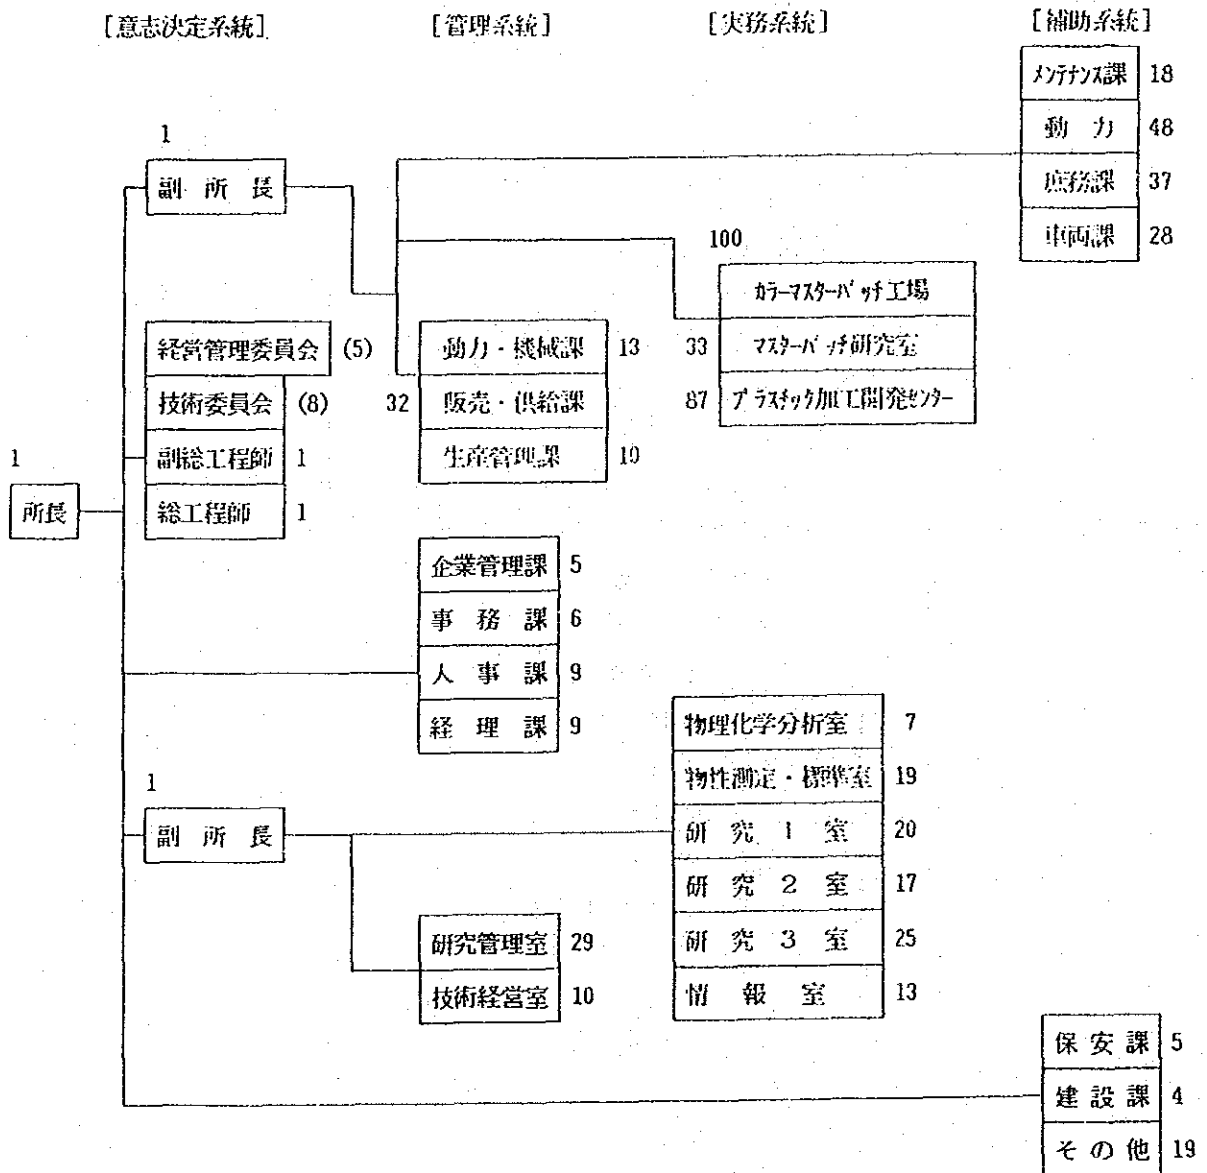 [意志決定系統] [管理系統] [実務系統] [補助系統]
メンテナンス課 18
動力 48
庶務課 37
車両課 28
1
副所長
100
カラーマスターバッチ工場
33 マスターバッチ研究室
87 プラスチック加工開発センター
経営管理委員会 (5)
技術委員会 (8)
副総工程師 1
総工程師 1
動力・機械課 13
32 販売・供給課
生産管理課 10
1
所長
企業管理課 5
事務課 6
人事課 9
経理課 9
1
副所長
物理化学分析室 7
物性測定・標準室 19
研究1室 20
研究2室 17
研究3室 25
情報室 13
研究管理室 29
技術経営室 10
保安課 5
建設課 4
その他 19